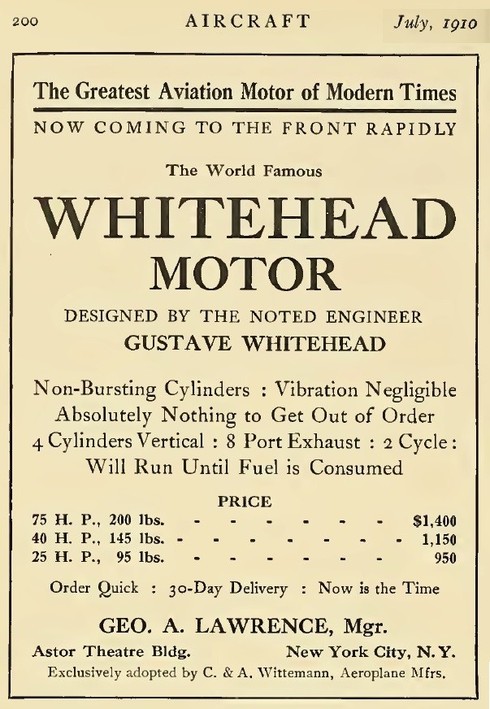 200 AIRCRAFT July, 1910
The Greatest Aviation Motor of Modern Times
NOW COMING TO THE FRONT RAPIDLY
The World Famous
WHITEHEAD
MOTOR
DESIGNED BY THE NOTED ENGINEER
GUSTAVE WHITEHEAD
Non-Bursting Cylinders : Vibration Negligible
Absolutely Nothing to Get Out of Order
4 Cylinders Vertical : 8 Port Exhaust : 2 Cycle :
Will Run Until Fuel is Consumed
PRICE
75 H. P., 200 lbs. - - - - - - - $1,400
40 H. P., 145 lbs. - - - - - - - - 1,150
25 H. P., 95 lbs. - - - - - - - 950
Order Quick : 30-Day Delivery : Now is the Time
GEO. A. LAWRENCE, Mgr.
Astor Theatre Bldg. New York City, N. Y.
Exclusively adopted by C. & A. Wittemann, Aeroplane Mfrs.